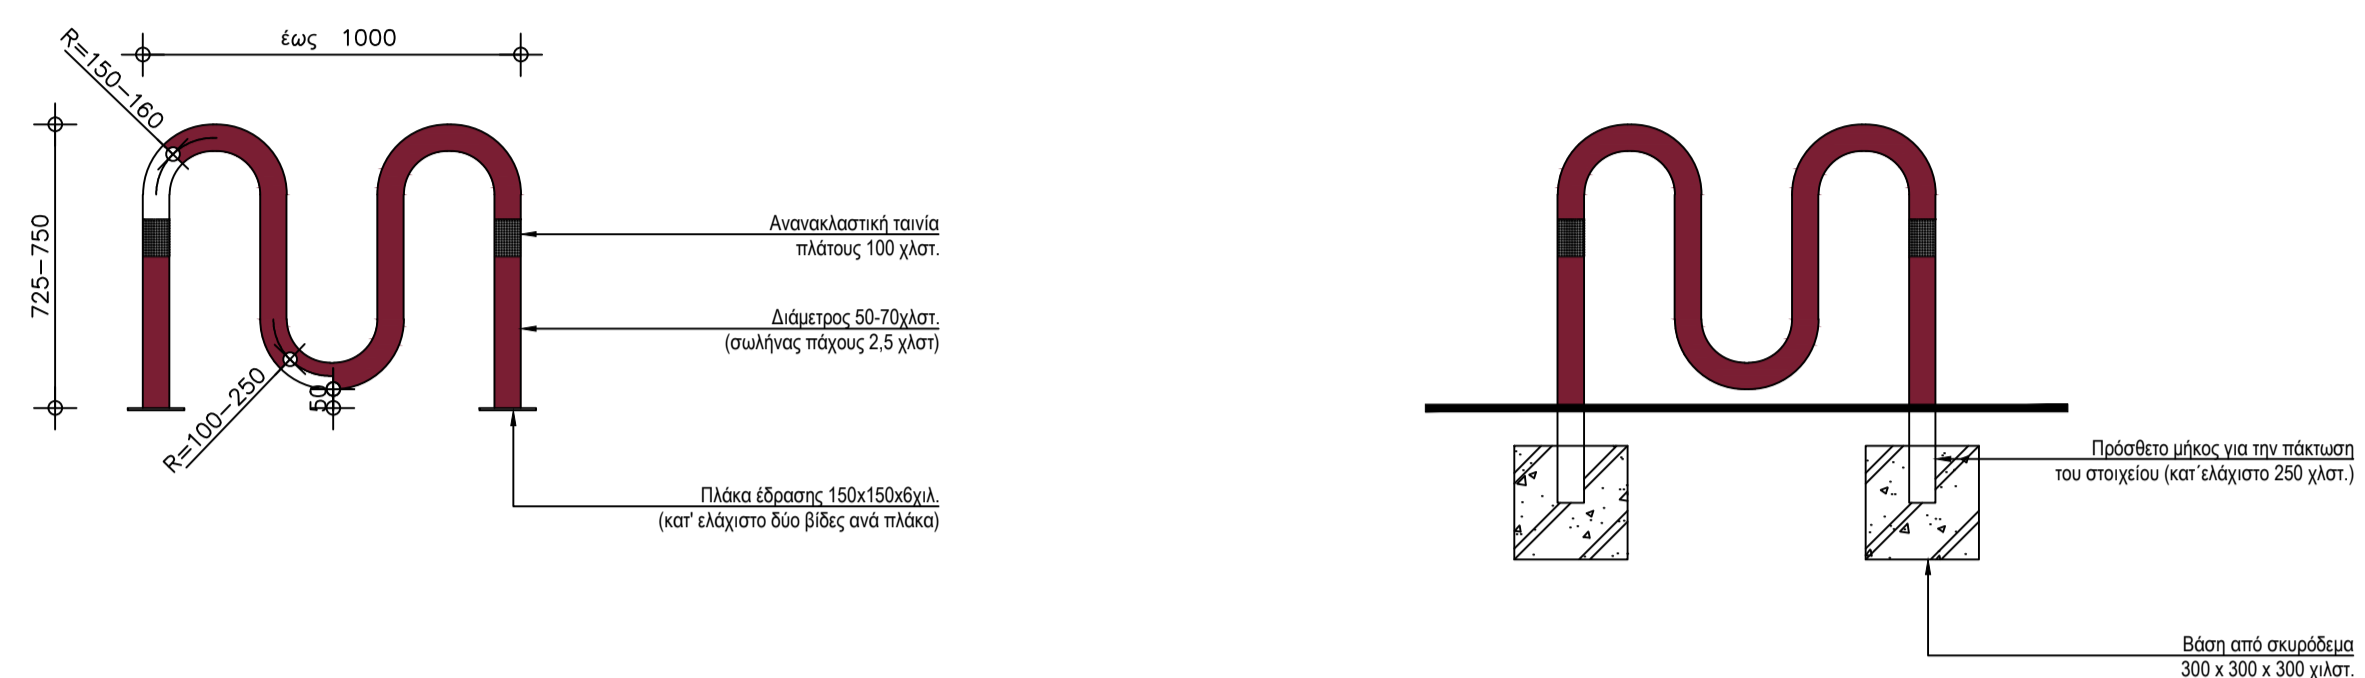 έως 1000
R=150-160
725-750
R=100-250
50
Ανανακλαστική ταινία
πλάτους 100 χλστ.
Διάμετρος 50-70χλστ.
(σωλήνας πάχους 2,5 χλστ)
Πλάκα έδρασης 150x150x6χιλ.
(κατ' ελάχιστο δύο βίδες ανά πλάκα)
Πρόσθετο μήκος για την πάκτωση
του στοιχείου (κατ΄ελάχιστο 250 χλστ.)
Βάση από σκυρόδεμα
300 x 300 x 300 χιλστ.